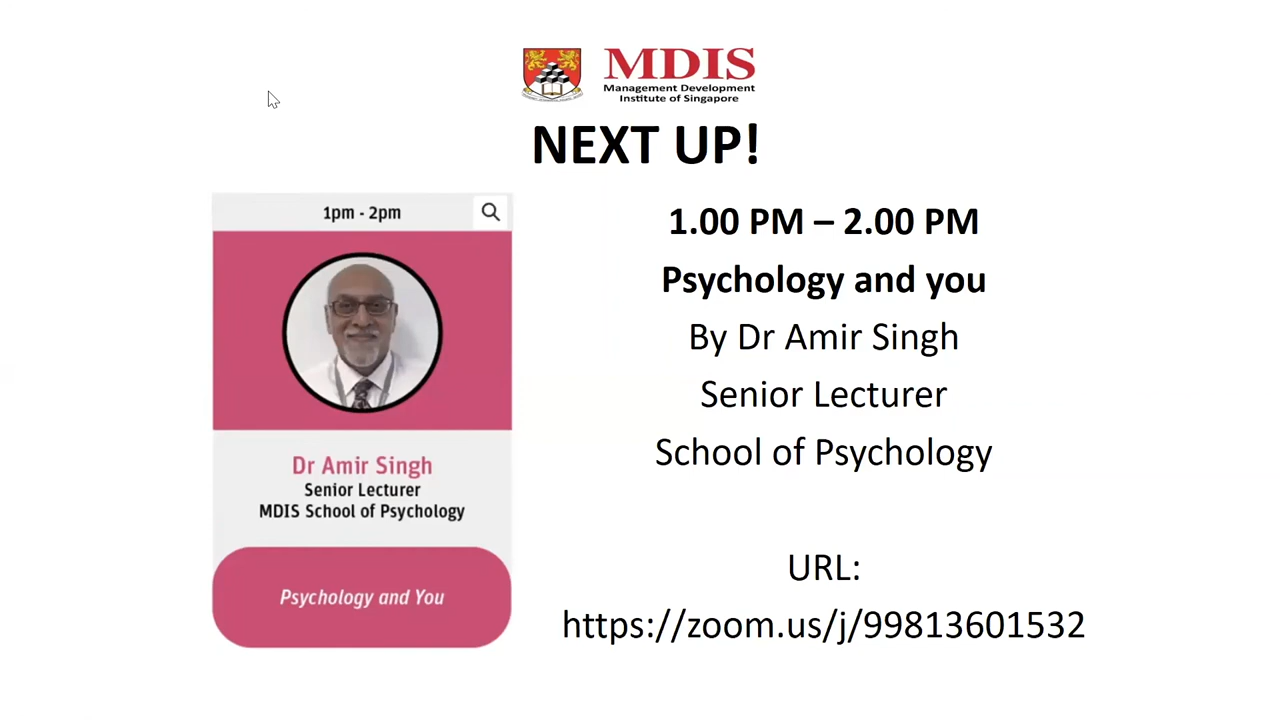 MDIS
Management Development
Institute of Singapore
NEXT UP!
1pm - 2pm
Dr Amir Singh
Senior Lecturer
MDIS School of Psychology
Psychology and You
1.00 PM – 2.00 PM
Psychology and you
By Dr Amir Singh
Senior Lecturer
School of Psychology
URL:
https://zoom.us/j/99813601532